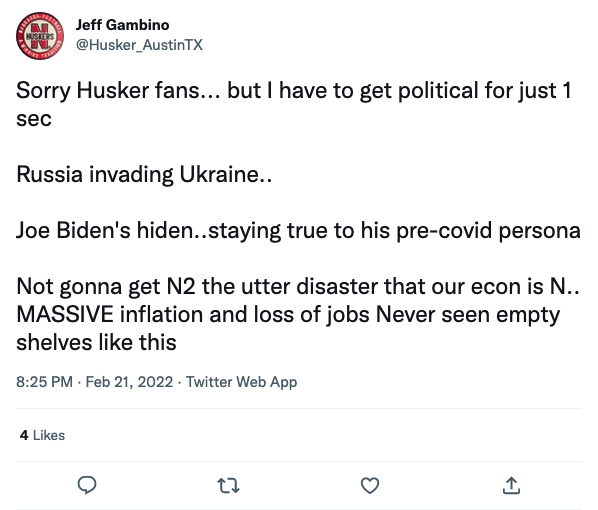 HUSKERS
Jeff Gambino
@Husker_AustinTX
Sorry Husker fans... but I have to get political for just 1
sec
Russia invading Ukraine..
Joe Biden's hiden..staying true to his pre-covid persona
Not gonna get N2 the utter disaster that our econ is N..
MASSIVE inflation and loss of jobs Never seen empty
shelves like this
8:25 PM · Feb 21, 2022 · Twitter Web App
4 Likes